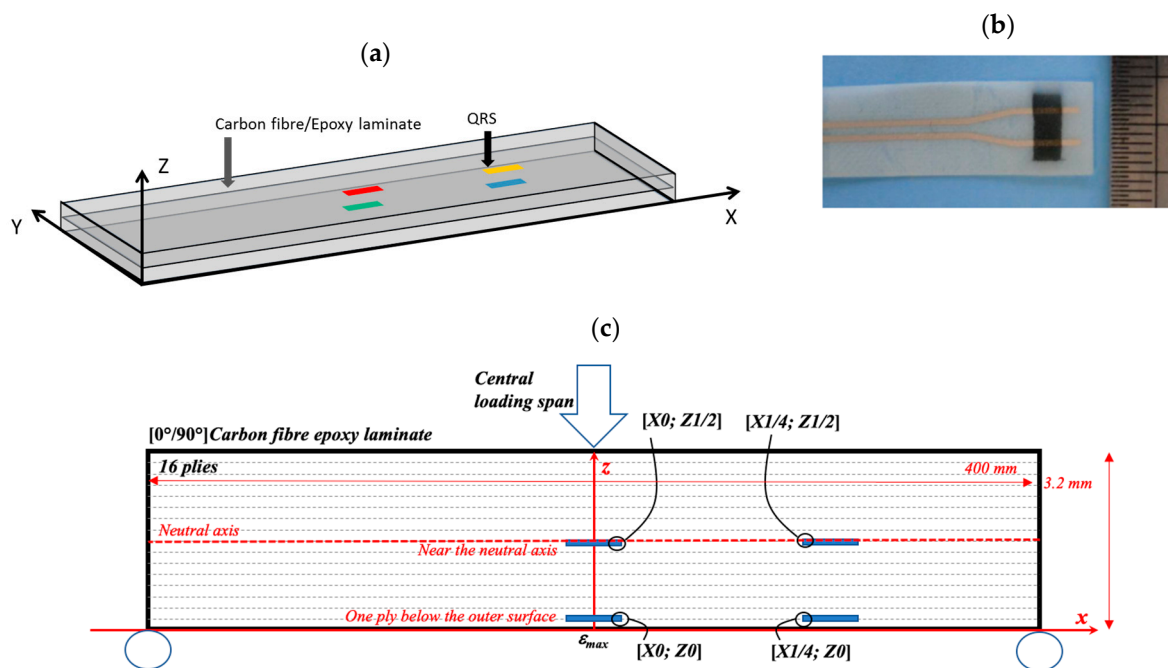 (a)
(b)
Carbon fibre/Epoxy laminate
QRS
Z
Y
X
(c)
Central
loading span
[X0; Z1/2]
[X1/4; Z1/2]
[0°/90°]Carbon fibre epoxy laminate
16 plies
z
400 mm
3.2 mm
Neutral axis
Near the neutral axis
One ply below the outer surface
x
εmax
[X0; Z0]
[X1/4; Z0]